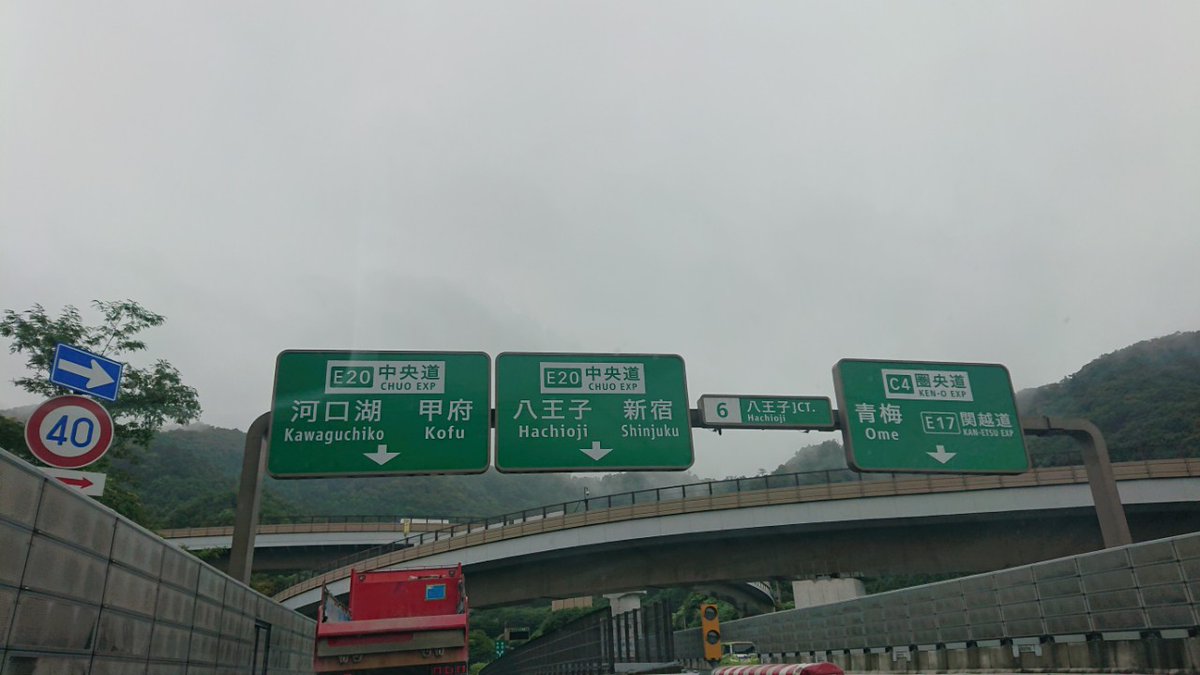 40
E20 中央道
CHUO EXP
河口湖 甲府
Kawaguchiko Kofu
E20 中央道
CHUO EXP
八王子 新宿
Hachioji Shinjuku
6 八王子JCT.
Hachioji
C4 圏央道
KEN-O EXP
青梅 E17 関越道
Ome KAN-ETSU EXP